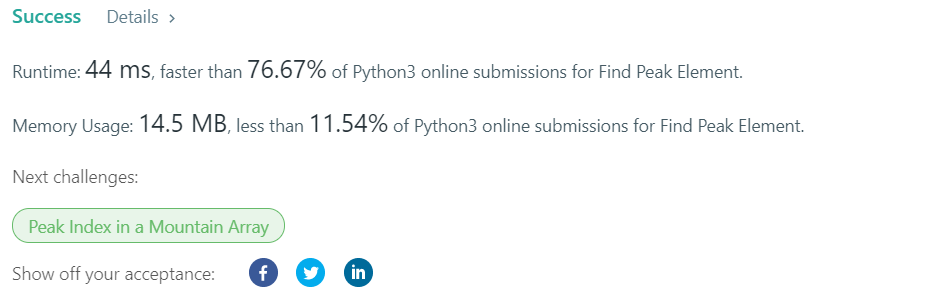 Success Details >
Runtime: 44 ms, faster than 76.67% of Python3 online submissions for Find Peak Element.
Memory Usage: 14.5 MB, less than 11.54% of Python3 online submissions for Find Peak Element.
Next challenges:
Peak Index in a Mountain Array
Show off your acceptance: f in